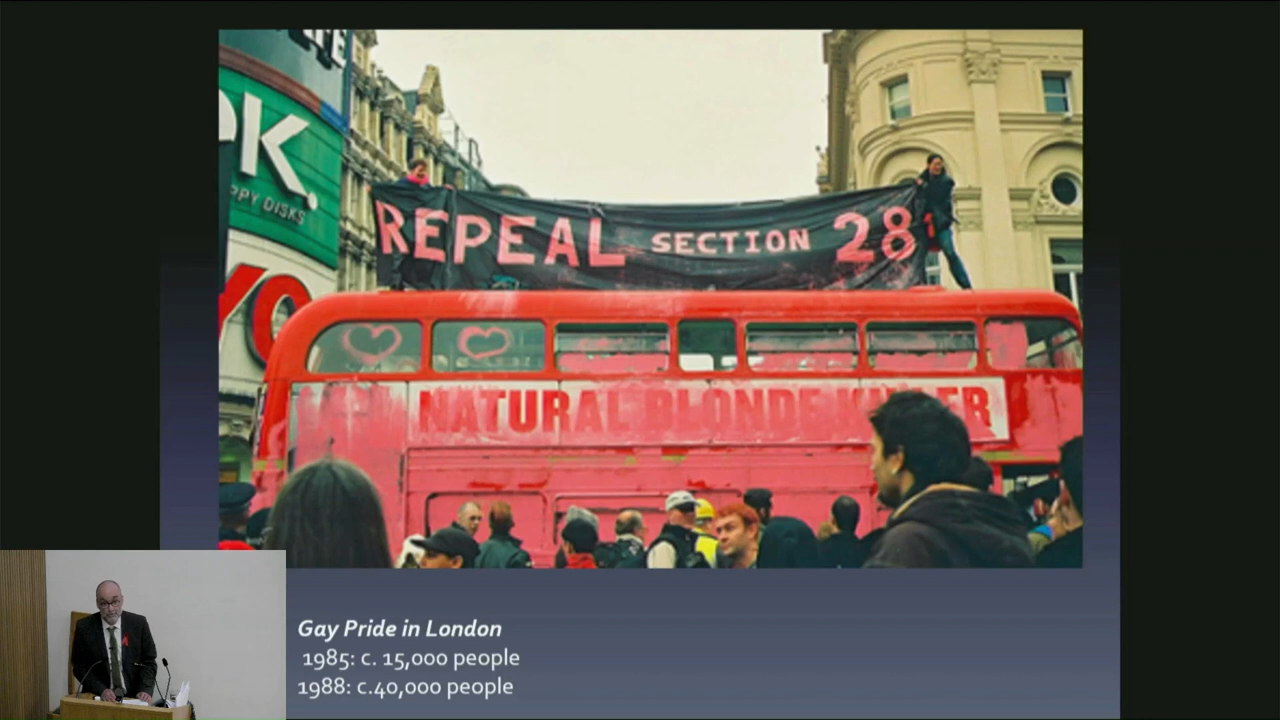 K.
PPY DISKS
REPEAL SECTION 28
NATURAL BLONDE KILLER
Gay Pride in London
1985: c. 15,000 people
1988: c.40,000 people